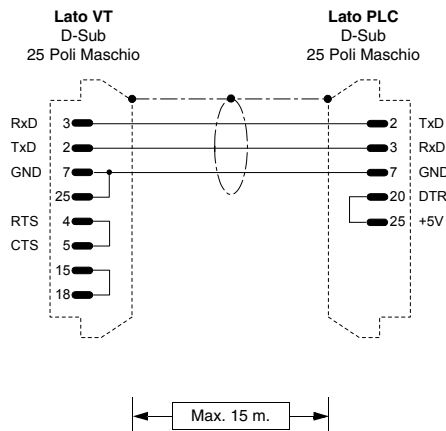 Lato VT
D-Sub
25 Poli Maschio
Lato PLC
D-Sub
25 Poli Maschio
RxD 3
TxD 2
GND 7
25
RTS 4
CTS 5
15
18
2 TxD
3 RxD
7 GND
20 DTR
25 +5V
Max. 15 m.